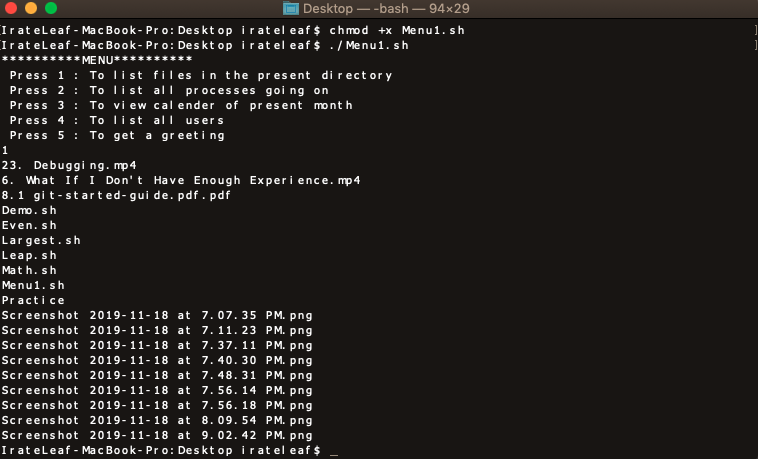 Desktop — -bash — 94×29
IrateLeaf-MacBook-Pro:Desktop irateleaf$ chmod +x Menu1.sh
IrateLeaf-MacBook-Pro:Desktop irateleaf$ ./Menu1.sh
**********MENU**********
Press 1 : To list files in the present directory
Press 2 : To list all processes going on
Press 3 : To view calender of present month
Press 4 : To list all users
Press 5 : To get a greeting
1
23. Debugging.mp4
6. What If I Don't Have Enough Experience.mp4
8.1 git-started-guide.pdf.pdf
Demo.sh
Even.sh
Largest.sh
Leap.sh
Math.sh
Menu1.sh
Practice
Screenshot 2019-11-18 at 7.07.35 PM.png
Screenshot 2019-11-18 at 7.11.23 PM.png
Screenshot 2019-11-18 at 7.37.11 PM.png
Screenshot 2019-11-18 at 7.40.30 PM.png
Screenshot 2019-11-18 at 7.48.31 PM.png
Screenshot 2019-11-18 at 7.56.14 PM.png
Screenshot 2019-11-18 at 7.56.18 PM.png
Screenshot 2019-11-18 at 8.09.54 PM.png
Screenshot 2019-11-18 at 9.02.42 PM.png
IrateLeaf-MacBook-Pro:Desktop irateleaf$ _